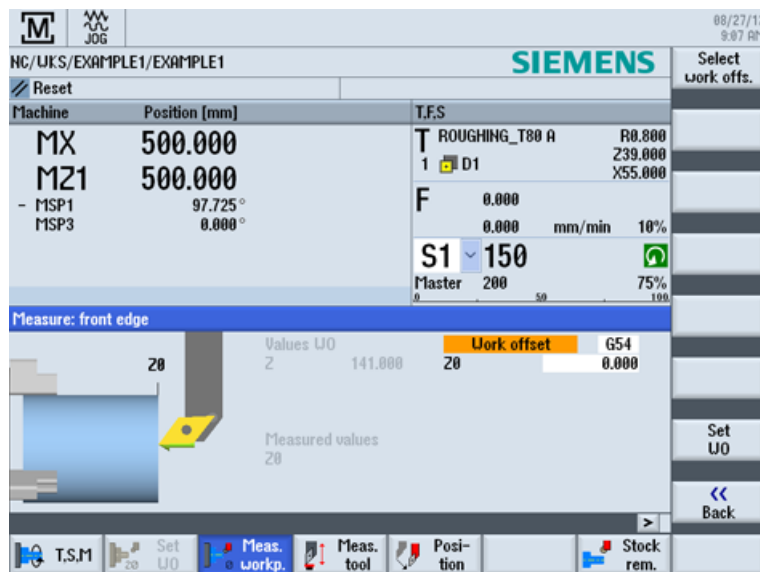 M
JOG
08/27/1
9:07 AM
NC/UKS/EXAMPLE1/EXAMPLE1
SIEMENS
Select
work offs.
Reset
Machine Position [mm]
T,F,S
MX 500.000
T ROUGHING_T80 A R0.800
1 D1 Z39.000
X55.000
MZ1 500.000
MSP1 97.725°
MSP3 0.000°
F 0.000
0.000 mm/min 10%
S1 150
Master 200 75%
0 50 100
Measure: front edge
Z0
Values WO
Z 141.000
Work offset G54
Z0 0.000
Measured values
Z0
Set
WO
<<
Back
>
T,S,M
Set
WO
Meas.
workp.
Meas.
tool
Posi-
tion
Stock
rem.